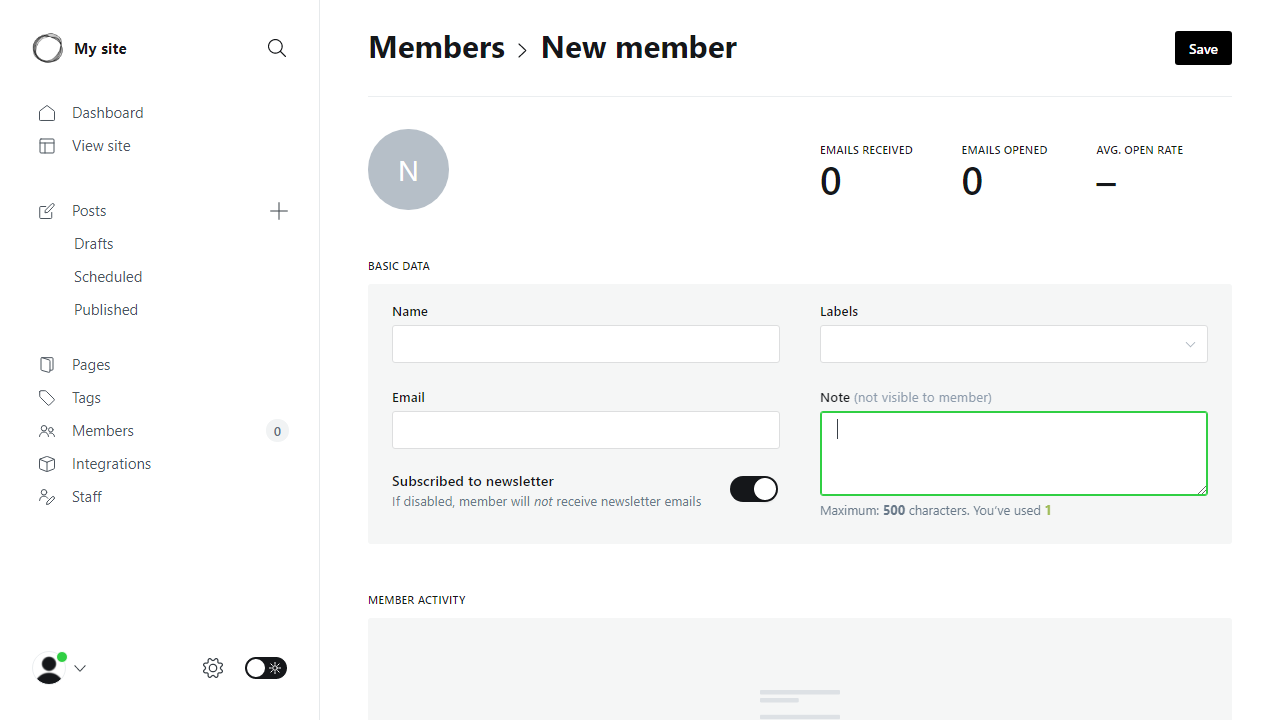 My site
Members
New member
Save
Dashboard
View site
Posts
Drafts
Scheduled
Published
Pages
Tags
Members 0
Integrations
Staff
N
EMAILS RECEIVED
0
EMAILS OPENED
0
AVG. OPEN RATE
–
BASIC DATA
Name
Labels
Email
Note (not visible to member)
Subscribed to newsletter
If disabled, member will not receive newsletter emails
Maximum: 500 characters. You've used 1
MEMBER ACTIVITY